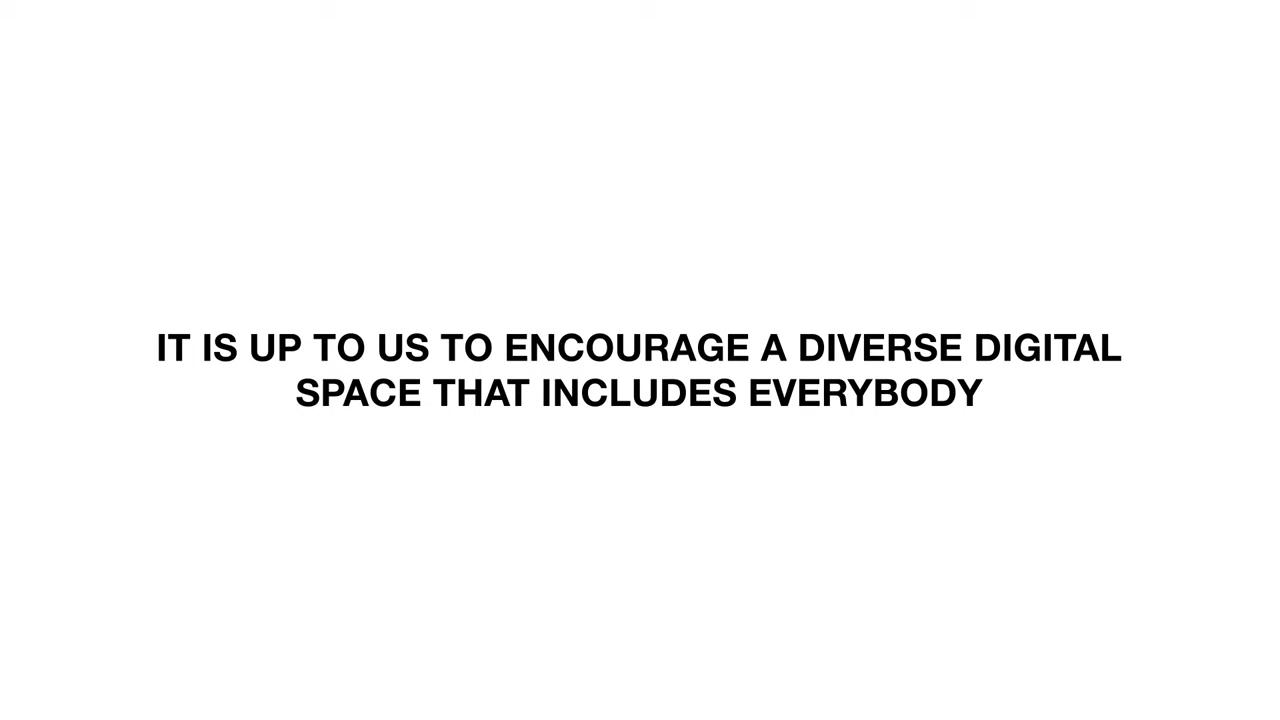 IT IS UP TO US TO ENCOURAGE A DIVERSE DIGITAL
SPACE THAT INCLUDES EVERYBODY